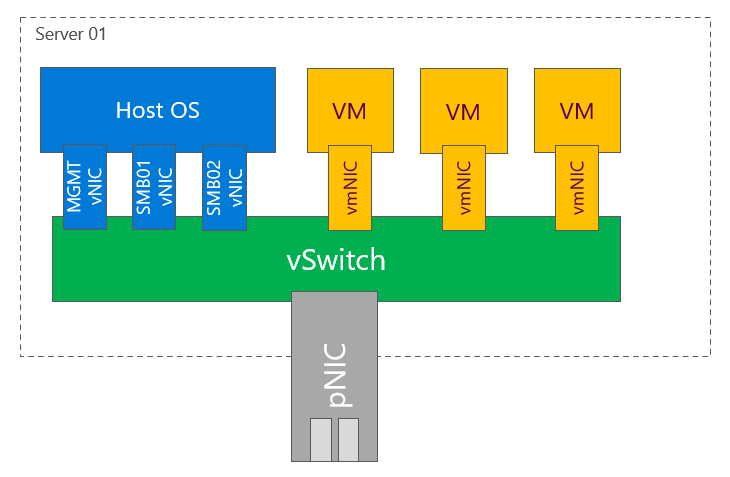 Server 01
Host OS
VM
VM
VM
MGMT
vNIC
SMB01
vNIC
SMB02
vNIC
vmNIC
vmNIC
vmNIC
vSwitch
pNIC